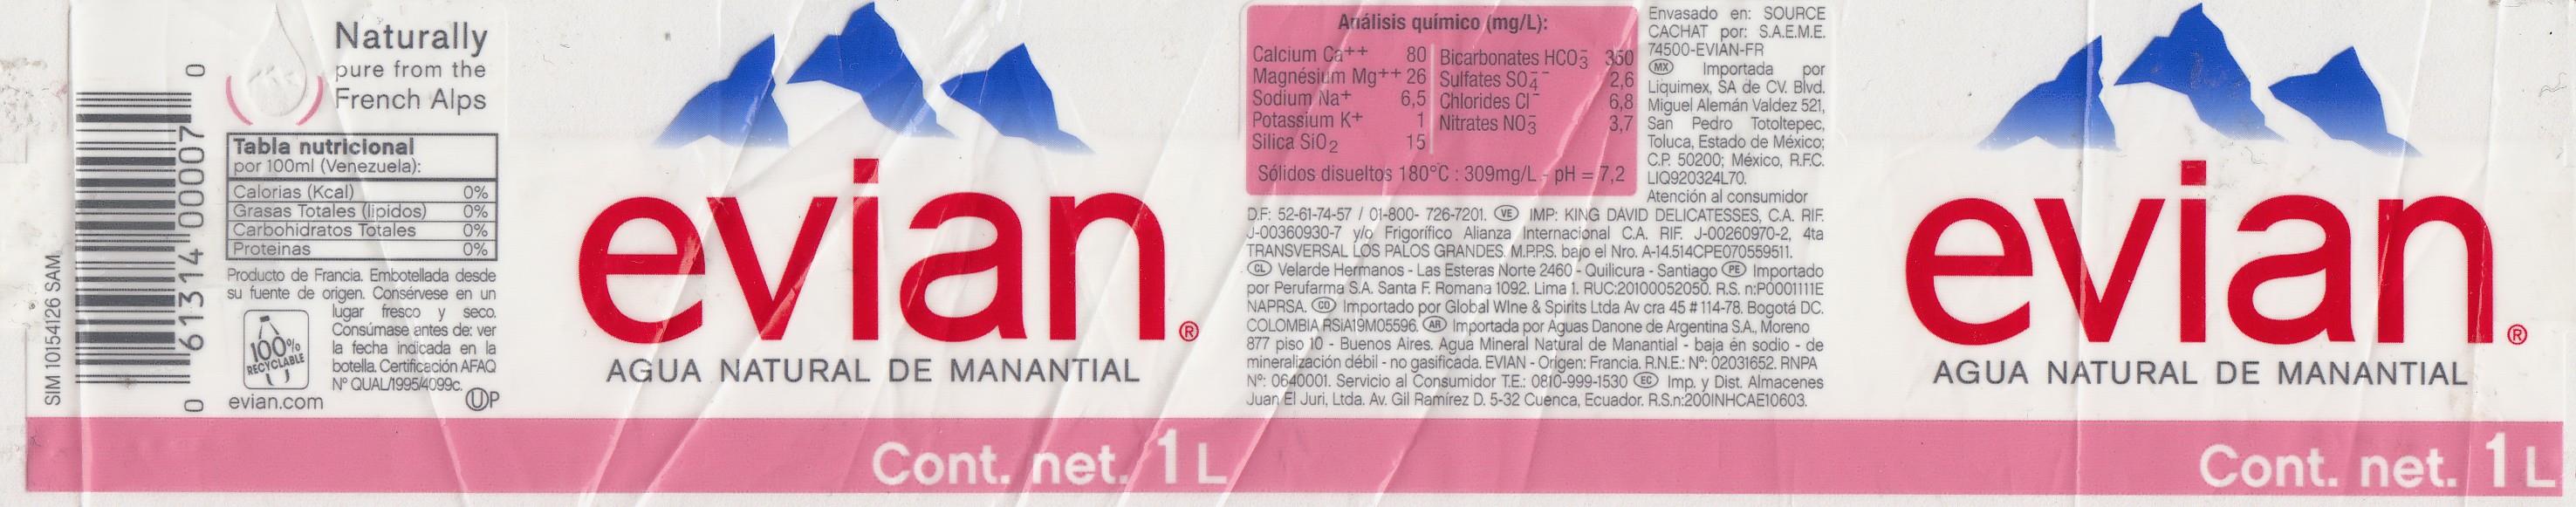 SIM 10154126 SAM
0 613140 00007 0
Naturally
pure from the
French Alps
Tabla nutricional
por 100ml (Venezuela):
Calorias (Kcal) 0%
Grasas Totales (lipidos) 0%
Carbohidratos Totales 0%
Proteinas 0%
Producto de Francia. Embotellada desde
su fuente de origen. Consérvese en un
lugar fresco y seco.
Consúmase antes de: ver
la fecha indicada en la
botella. Certificación AFAQ
Nº QUAL/1995/4099c.
100%
RECYCLABLE
evian.com
UP
evian®
AGUA NATURAL DE MANANTIAL
Cont. net. 1 L
Análisis químico (mg/L):
Calcium Ca++ 80 Bicarbonates HCO3- 350
Magnésium Mg++ 26 Sulfates SO4-- 2,6
Sodium Na+ 6,5 Chlorides Cl- 6,8
Potassium K+ 1 Nitrates NO3- 3,7
Silica SiO2 15
Sólidos disueltos 180°C : 309mg/L - pH = 7,2
Envasado en: SOURCE
CACHAT por: S.A.E.M.E.
74500-EVIAN-FR
MX Importada por
Liquimex, SA de CV. Blvd.
Miguel Alemán Valdez 521,
San Pedro Totoltepec,
Toluca, Estado de México;
C.P. 50200; México, R.F.C.
LIQ920324L70.
Atención al consumidor
D.F: 52-61-74-57 / 01-800- 726-7201. VE IMP: KING DAVID DELICATESSES, C.A. RIF.
J-00360930-7 y/o Frigorífico Alianza Internacional C.A. RIF. J-00260970-2, 4ta
TRANSVERSAL LOS PALOS GRANDES. M.P.P.S. bajo el Nro. A-14.514CPE070559511.
CL Velarde Hermanos - Las Esteras Norte 2460 - Quilicura - Santiago PE Importado
por Perufarma S.A. Santa F. Romana 1092. Lima 1. RUC:20100052050. R.S. n:P0001111E
NAPRSA. CO Importado por Global WIne & Spirits Ltda Av cra 45 # 114-78. Bogotá DC.
COLOMBIA RSiA19M05596. AR Importada por Aguas Danone de Argentina S.A., Moreno
877 piso 10 - Buenos Aires. Agua Mineral Natural de Manantial - baja en sodio - de
mineralización débil - no gasificada. EVIAN - Origen: Francia. R.N.E.: Nº: 02031652. RNPA
Nº: 0640001. Servicio al Consumidor T.E.: 0810-999-1530 EC Imp. y Dist. Almacenes
Juan El Juri, Ltda. Av. Gil Ramírez D. 5-32 Cuenca, Ecuador. R.S.n:200INHCAE10603.
evian®
AGUA NATURAL DE MANANTIAL
Cont. net. 1 L